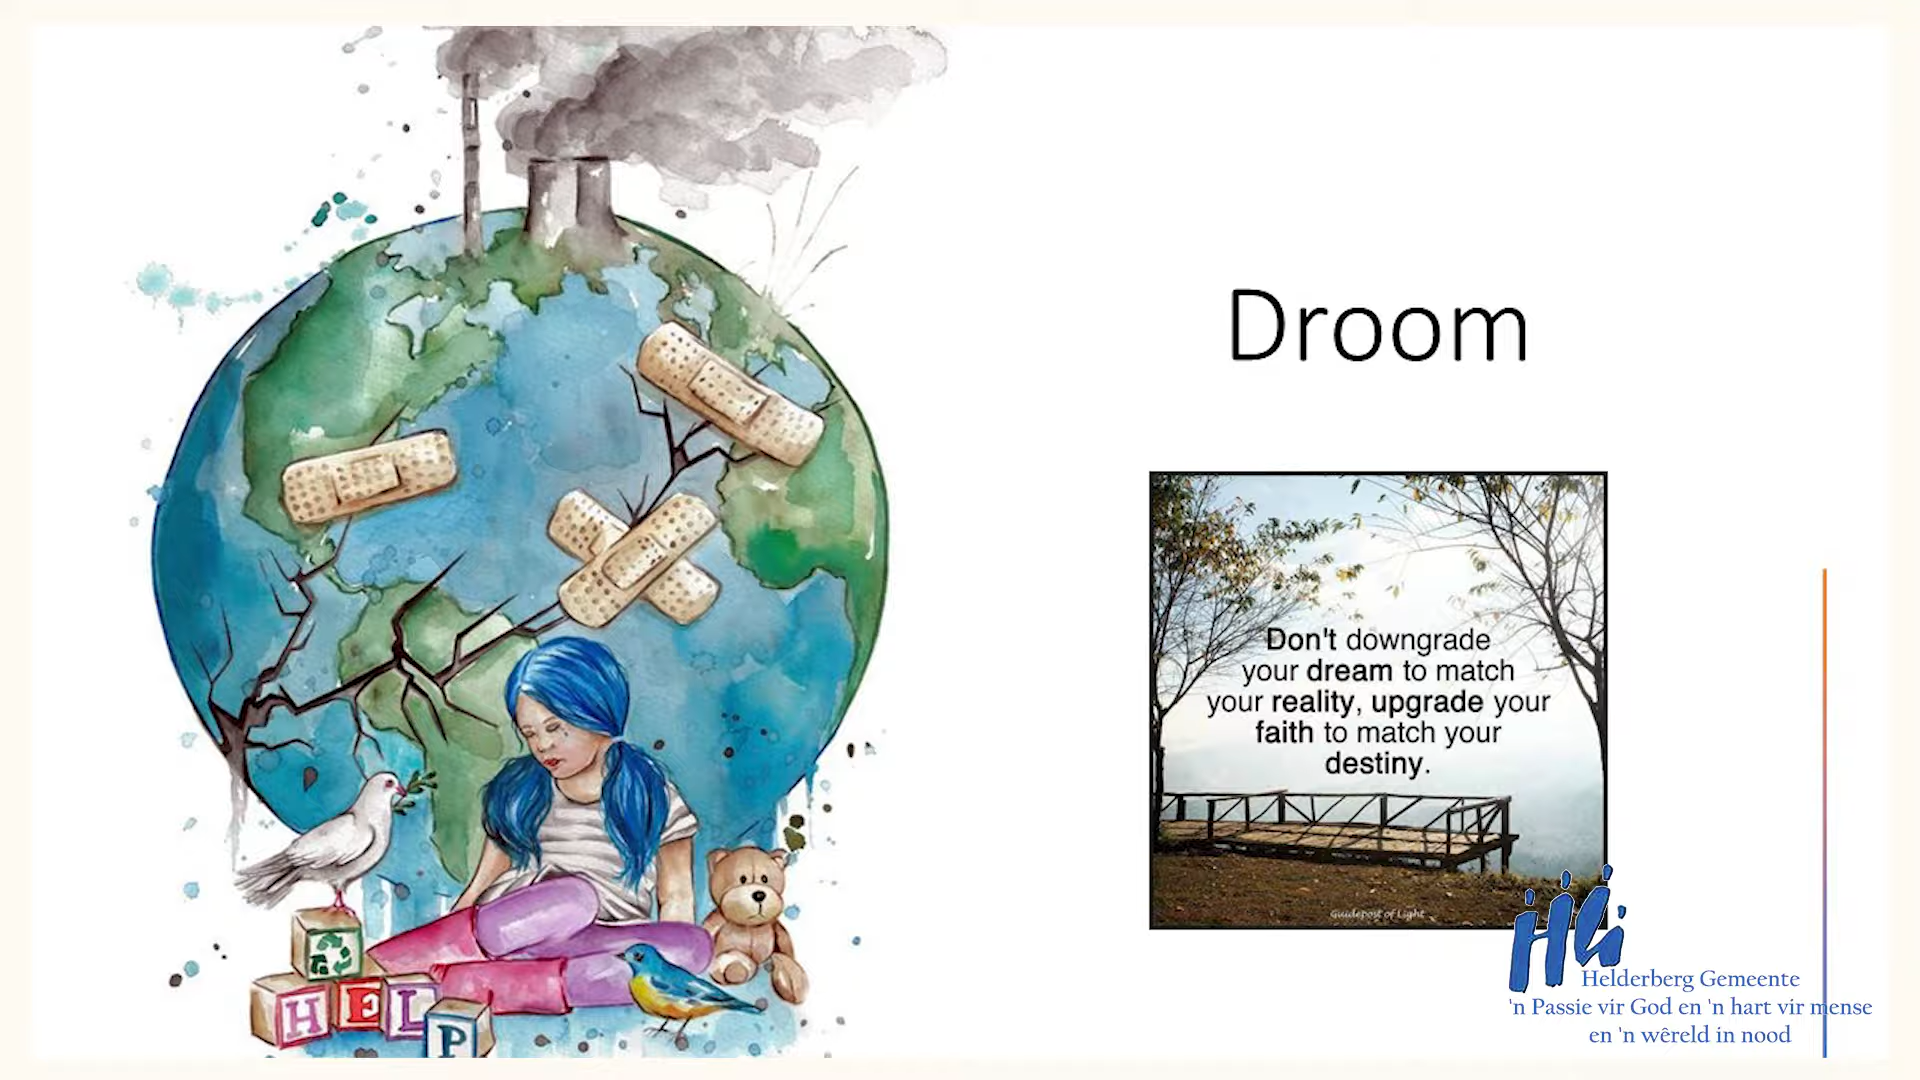 Droom
Don't downgrade
your dream to match
your reality, upgrade your
faith to match your
destiny.
Guidepost of Light
HG
Helderberg Gemeente
'n Passie vir God en 'n hart vir mense
en 'n wêreld in nood
H E L
P